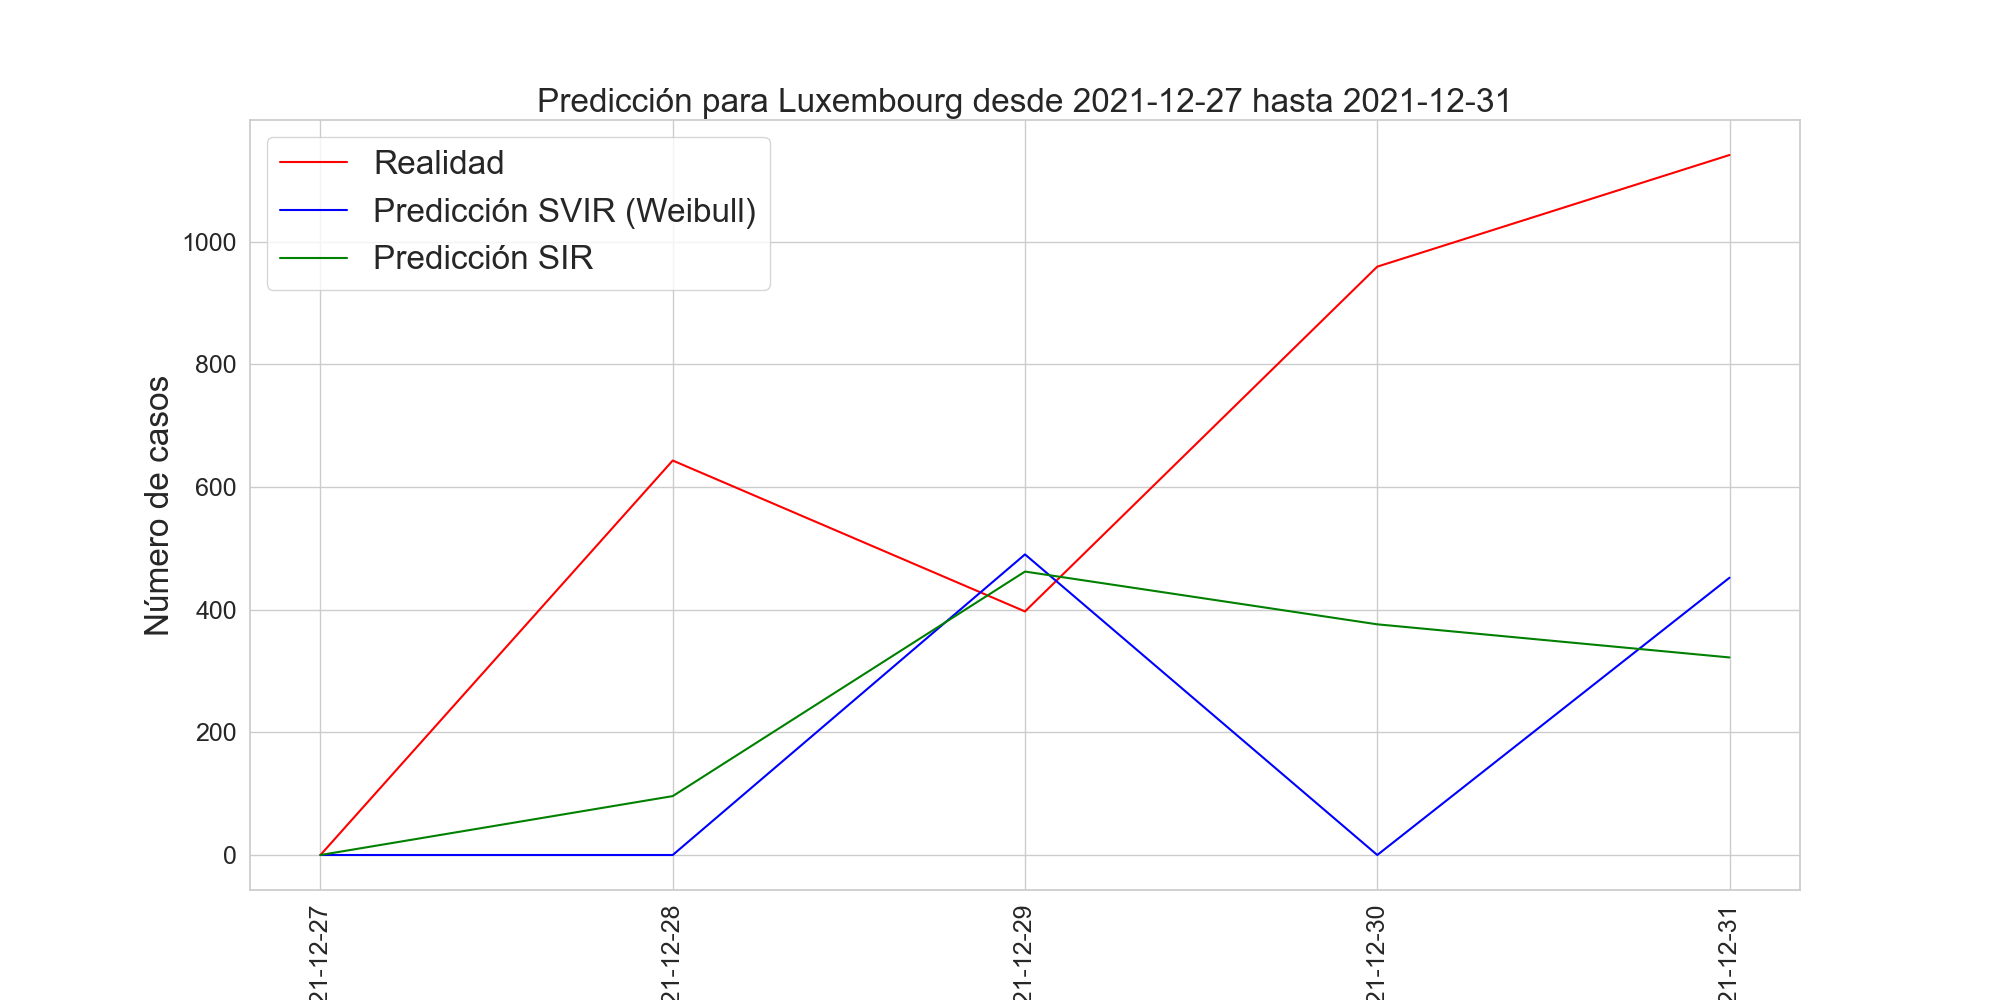 Predicción para Luxembourg desde 2021-12-27 hasta 2021-12-31
Realidad
Predicción SVIR (Weibull)
Predicción SIR
Número de casos
1000
800
600
400
200
0
21-12-27
21-12-28
21-12-29
21-12-30
21-12-31